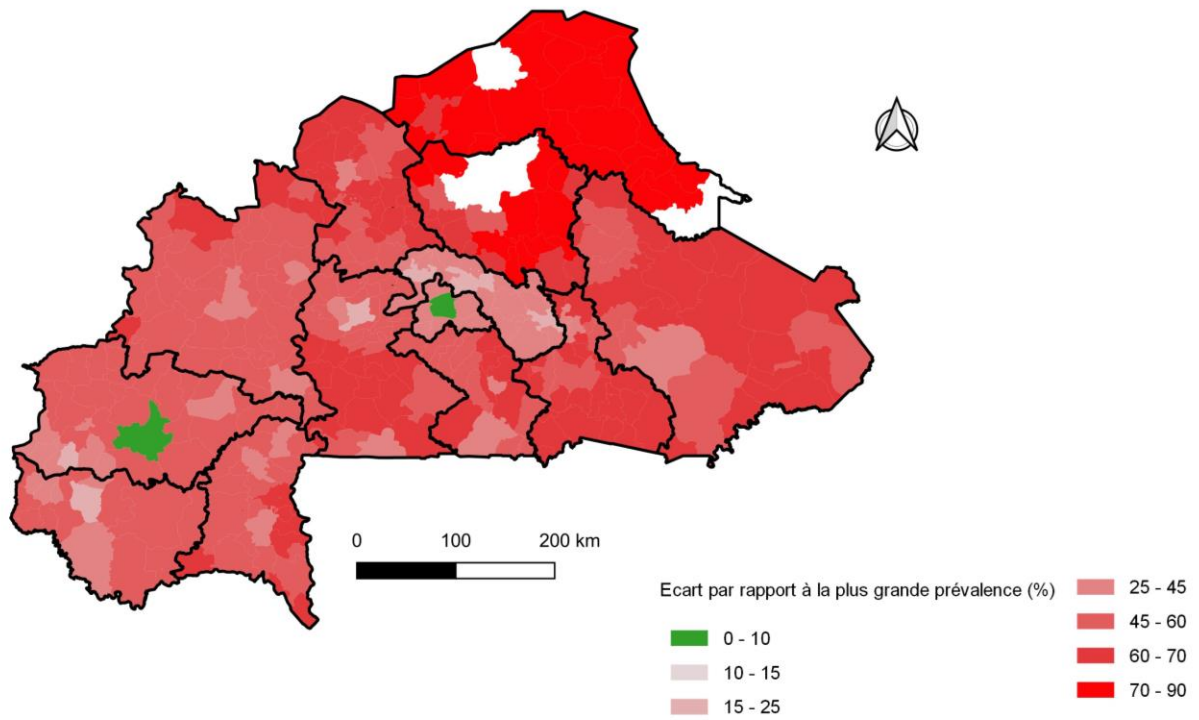 0 100 200 km
Ecart par rapport à la plus grande prévalence (%)
0 - 10
10 - 15
15 - 25
25 - 45
45 - 60
60 - 70
70 - 90